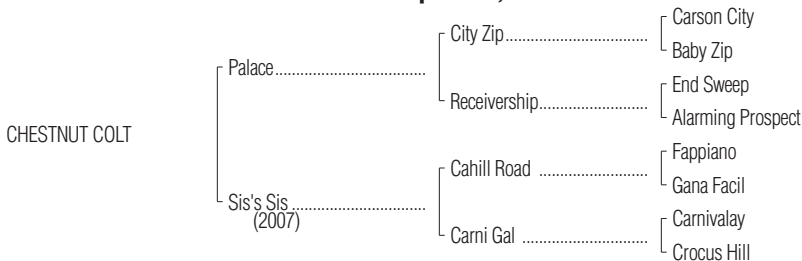 Carson City
City Zip
Baby Zip
Palace
End Sweep
Receivership
Alarming Prospect
CHESTNUT COLT
Fappiano
Cahill Road
Gana Facil
Sis's Sis
(2007)
Carnivalay
Carni Gal
Crocus Hill